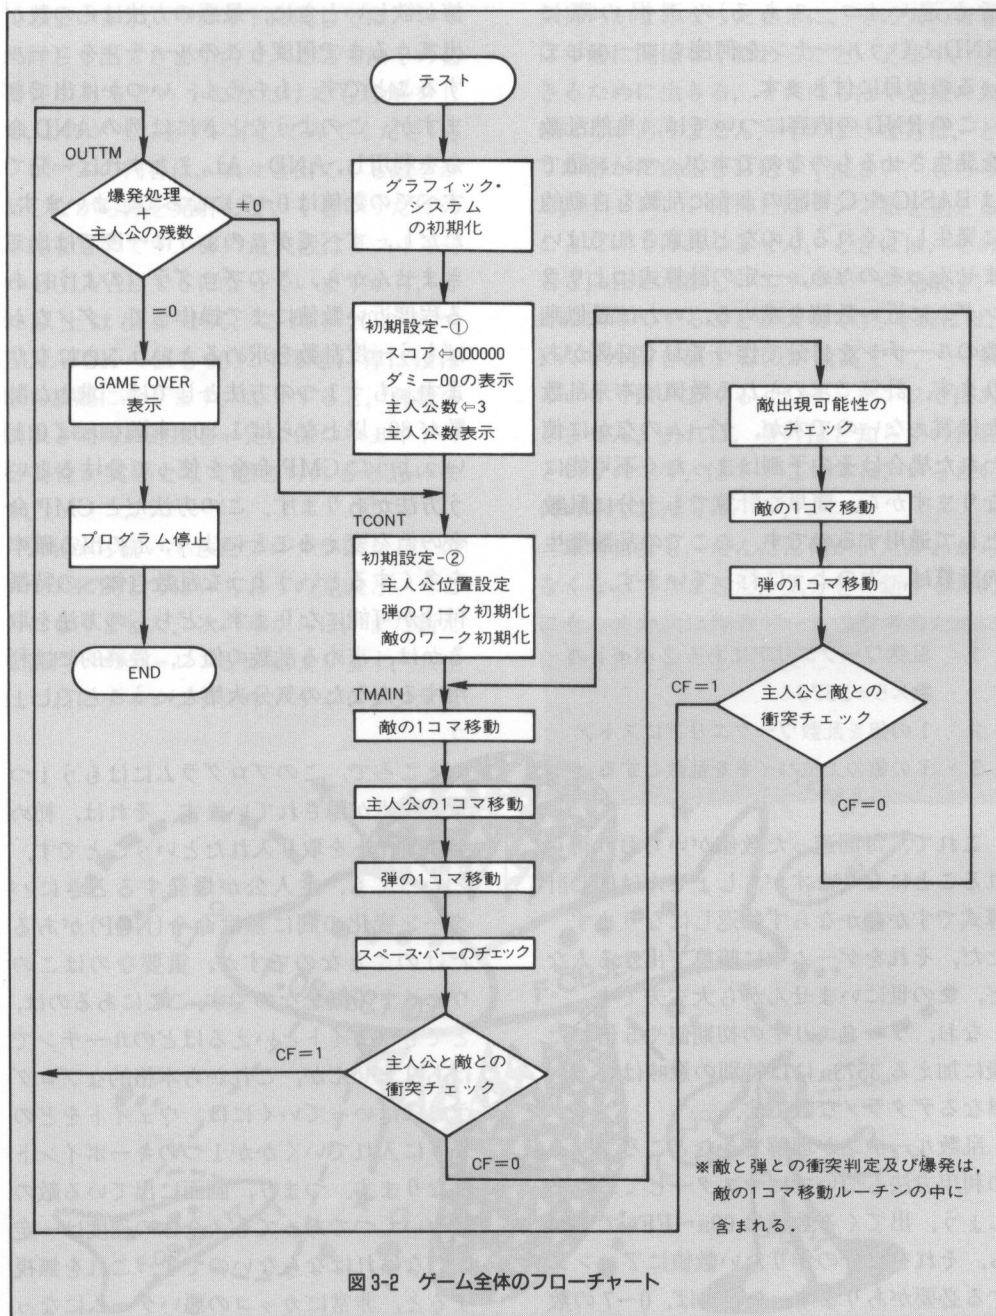 テスト
グラフィック・
システム
の初期化
初期設定-①
スコア⇦000000
ダミー00の表示
主人公数⇦3
主人公数表示
TCONT
初期設定-②
主人公位置設定
弾のワーク初期化
敵のワーク初期化
TMAIN
敵の1コマ移動
主人公の1コマ移動
弾の1コマ移動
スペース・バーのチェック
CF=1
主人公と敵との
衝突チェック
CF=0
敵出現可能性の
チェック
敵の1コマ移動
弾の1コマ移動
CF=1
主人公と敵との
衝突チェック
CF=0
OUTTM
爆発処理
+
主人公の残数
≠0
=0
GAME OVER
表示
プログラム停止
END
※敵と弾との衝突判定及び爆発は,
敵の1コマ移動ルーチンの中に
含まれる.
図3-2 ゲーム全体のフローチャート